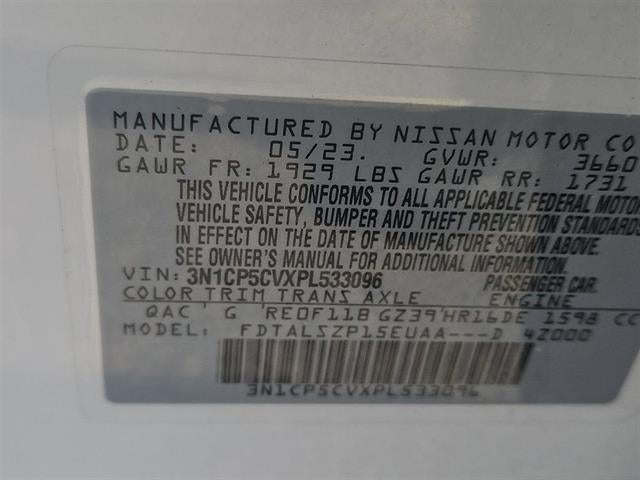 MANUFACTURED BY NISSAN MOTOR CO
DATE: 05/23. GVWR: 3660
GAWR FR: 1929 LBS GAWR RR: 1731
THIS VEHICLE CONFORMS TO ALL APPLICABLE FEDERAL MOTOR
VEHICLE SAFETY, BUMPER AND THEFT PREVENTION STANDARDS
IN EFFECT ON THE DATE OF MANUFACTURE SHOWN ABOVE.
SEE OWNER'S MANUAL FOR ADDITIONAL INFORMATION.
VIN: 3N1CP5CVXPL533096 PASSENGER CAR.
COLOR TRIM TRANS AXLE ENGINE
QAC G RE0F11B GZ39 HR16DE 1598 CC
MODEL: FDTALSZP15EUAA---D 4Z000
3N1CP5CVXPL533096